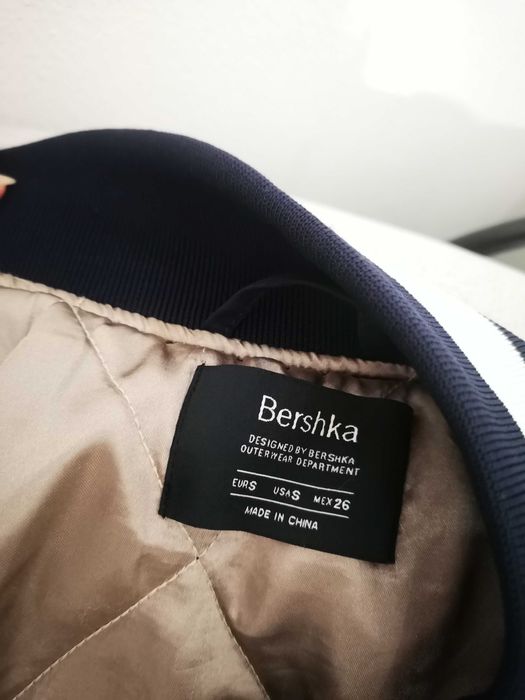 Bershka
DESIGNED BY BERSHKA
OUTERWEAR DEPARTMENT
EUR S USA S MEX 26
MADE IN CHINA